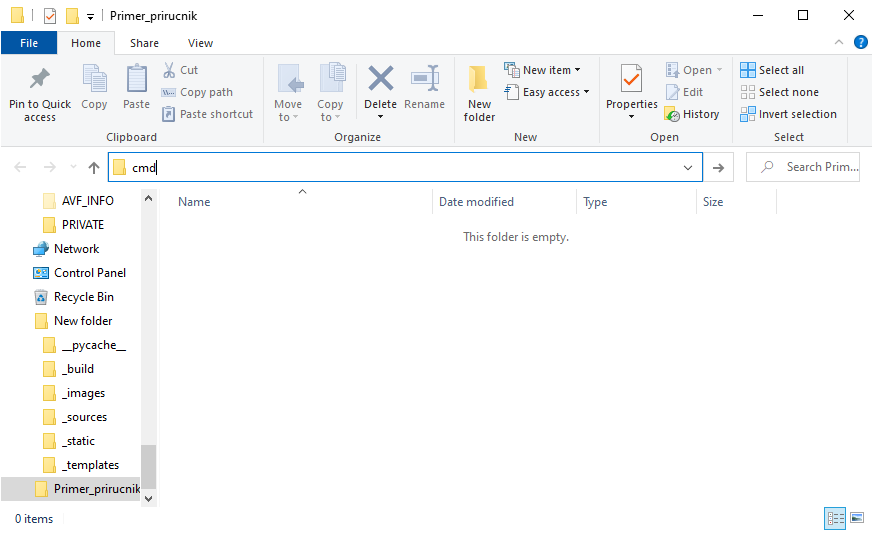 Primer_prirucnik
File Home Share View
Pin to Quick access
Copy
Paste
Cut
Copy path
Paste shortcut
Clipboard
Move to
Copy to
Delete
Rename
Organize
New folder
New item
Easy access
New
Properties
Open
Edit
History
Open
Select all
Select none
Invert selection
Select
cmd
Search Prim...
Name Date modified Type Size
This folder is empty.
AVF_INFO
PRIVATE
Network
Control Panel
Recycle Bin
New folder
__pycache__
_build
_images
_sources
_static
_templates
Primer_prirucnik
0 items